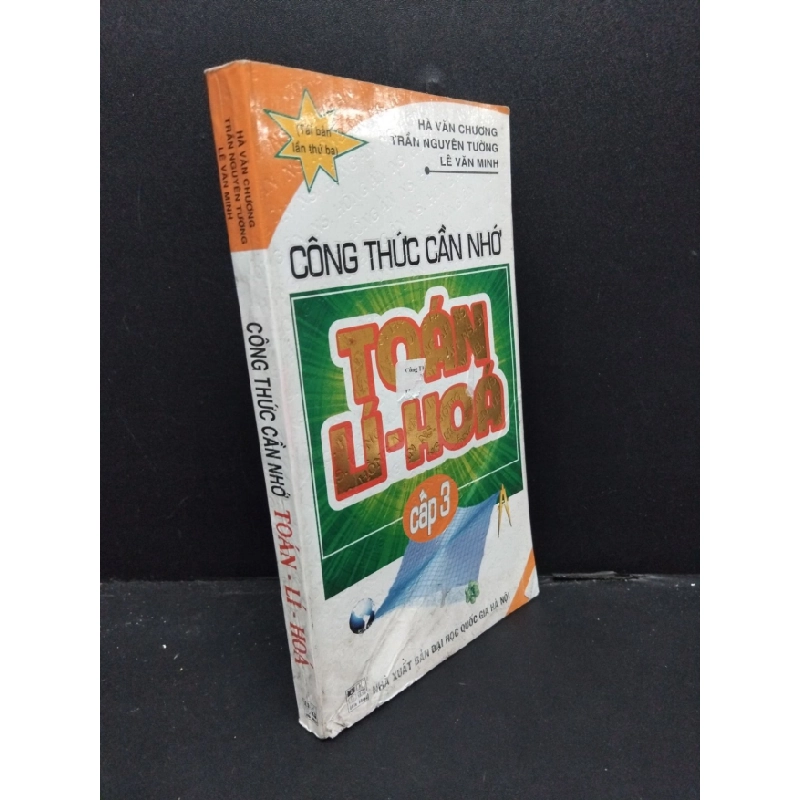 HÀ VĂN CHƯƠNG
TRẦN NGUYÊN TƯỜNG
LÊ VĂN MINH
CÔNG THỨC CẦN NHỚ TOÁN - LÍ - HOÁ
(Tái bản
lần thứ ba)
HÀ VĂN CHƯƠNG
TRẦN NGUYÊN TƯỜNG
LÊ VĂN MINH
CÔNG THỨC CẦN NHỚ
TOÁN
LÍ-HOÁ
cấp 3
NHÀ XUẤT BẢN ĐẠI HỌC QUỐC GIA HÀ NỘI